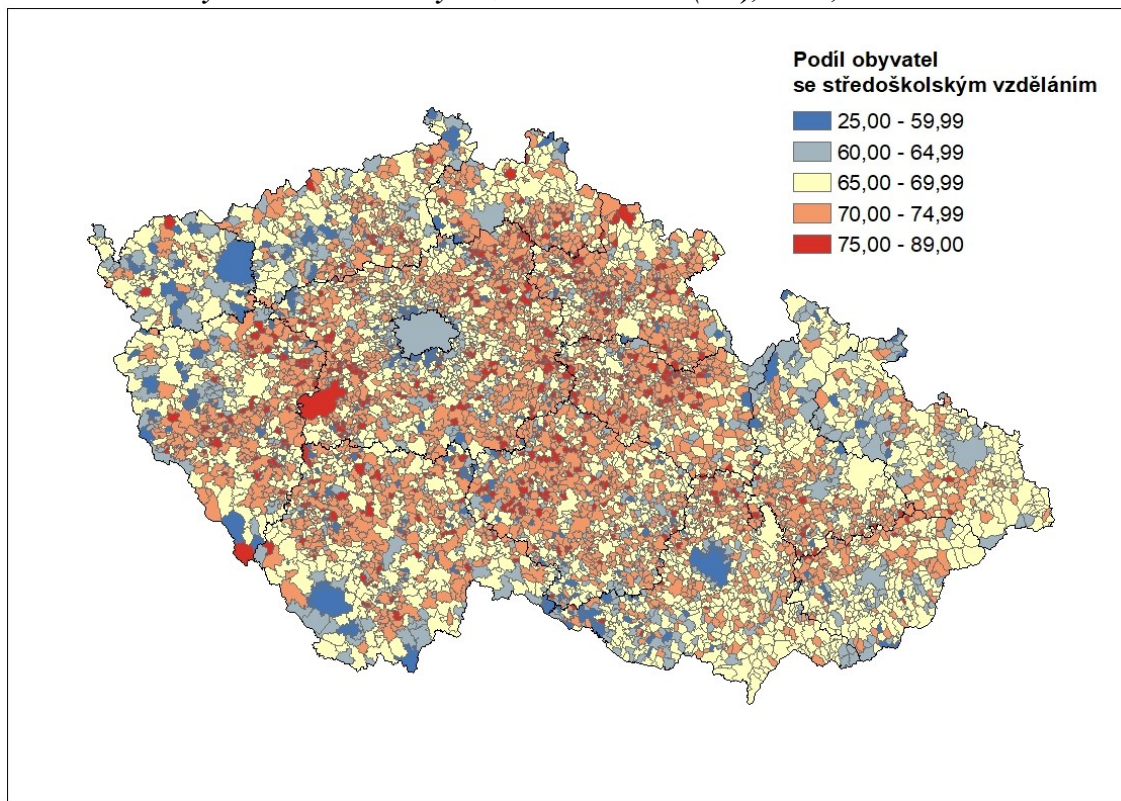 Podíl obyvatel
se středoškolským vzděláním
25,00 - 59,99
60,00 - 64,99
65,00 - 69,99
70,00 - 74,99
75,00 - 89,00